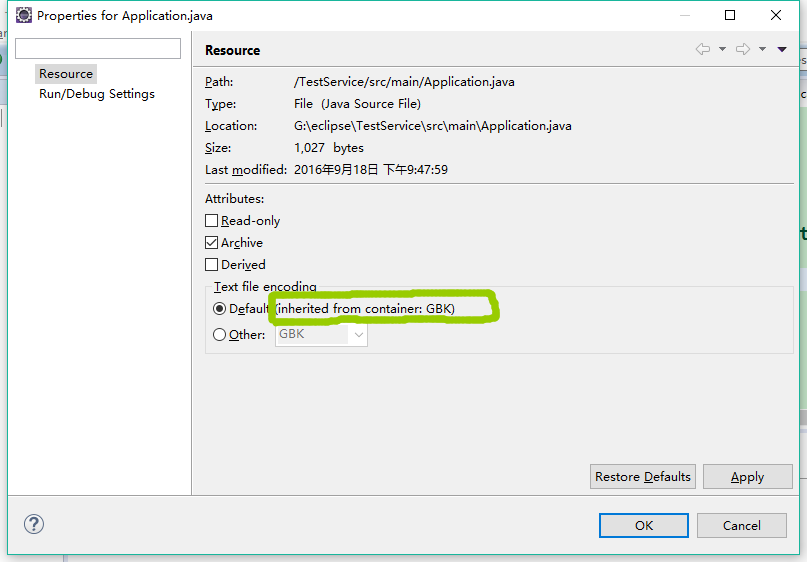 Properties for Application.java
Resource
Run/Debug Settings
Resource
Path: /TestService/src/main/Application.java
Type: File (Java Source File)
Location: G:\eclipse\TestService\src\main\Application.java
Size: 1,027 bytes
Last modified: 2016年9月18日 下午9:47:59
Attributes:
Read-only
Archive
Derived
Text file encoding
Default (inherited from container: GBK)
Other: GBK
Restore Defaults Apply
OK Cancel